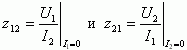 z₁₂ = U₁/I₂ |_{I₁=0} и z₂₁ = U₂/I₁ |_{I₂=0}